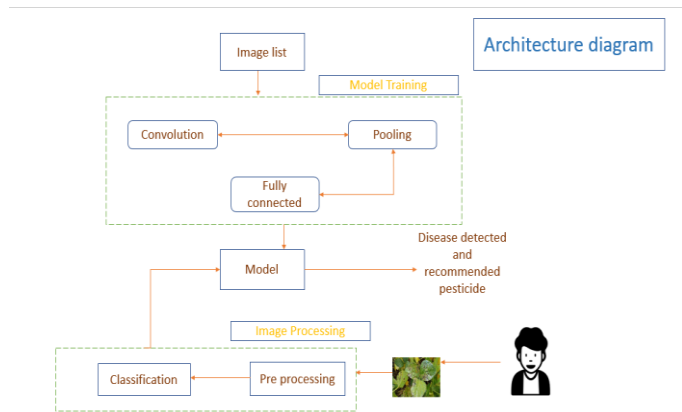 Architecture diagram
Image list
Model Training
Convolution
Pooling
Fully
connected
Model
Disease detected
and
recommended
pesticide
Image Processing
Classification
Pre processing